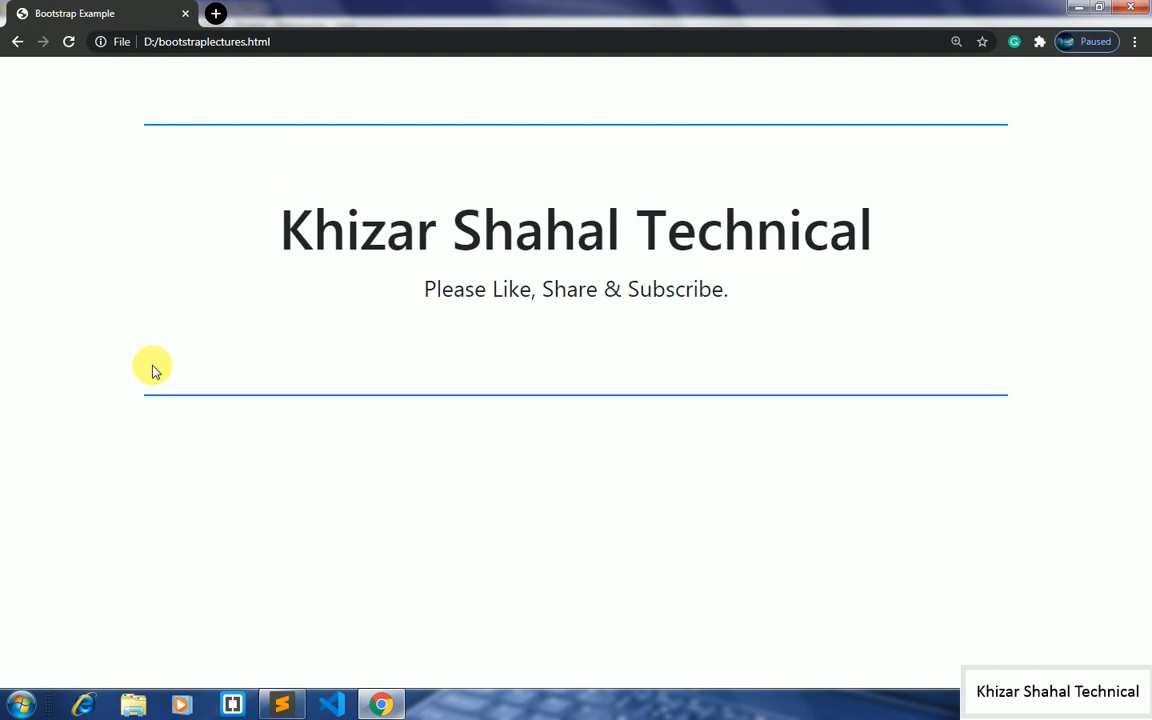 Bootstrap Example
File D:/bootstraplectures.html
Paused
Khizar Shahal Technical
Please Like, Share & Subscribe.
Khizar Shahal Technical